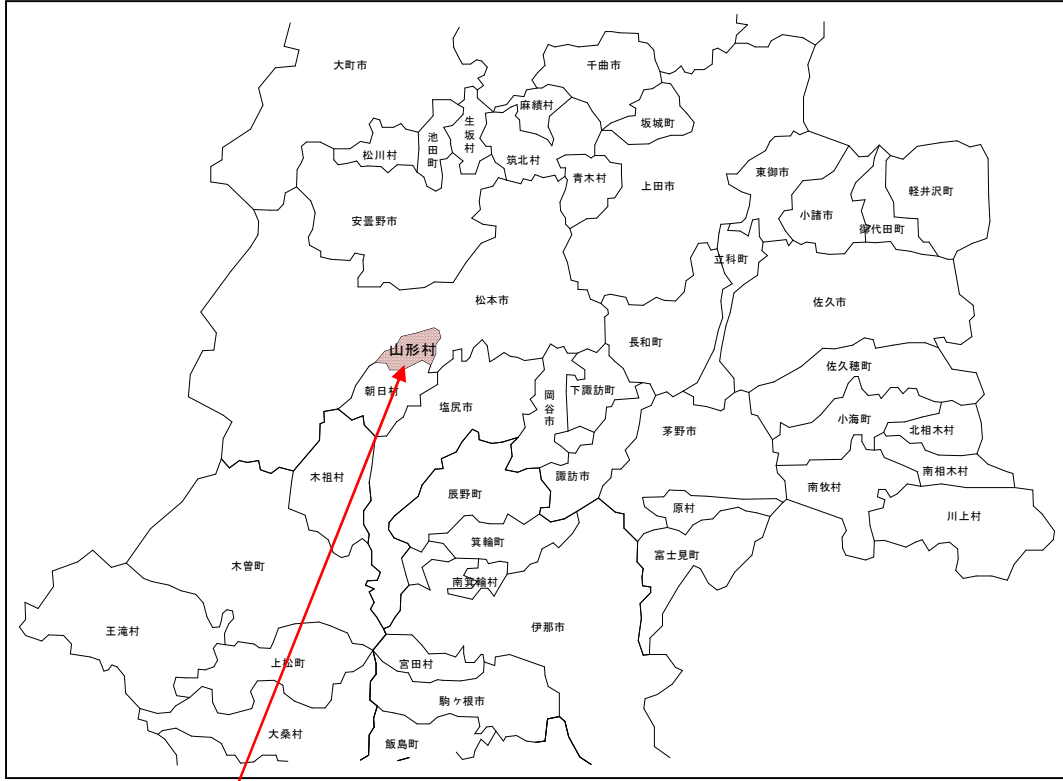 大町市
千曲市
麻績村
坂城町
生坂村
池田町
松川村
筑北村
青木村
上田市
東御市
軽井沢町
小諸市
御代田町
安曇野市
立科町
松本市
佐久市
長和町
山形村
朝日村
塩尻市
岡谷市
下諏訪町
佐久穂町
小海町
北相木村
茅野市
木祖村
諏訪市
南相木村
南牧村
辰野町
原村
川上村
箕輪町
富士見町
木曽町
南箕輪村
王滝村
伊那市
上松町
宮田村
駒ヶ根市
大桑村
飯島町